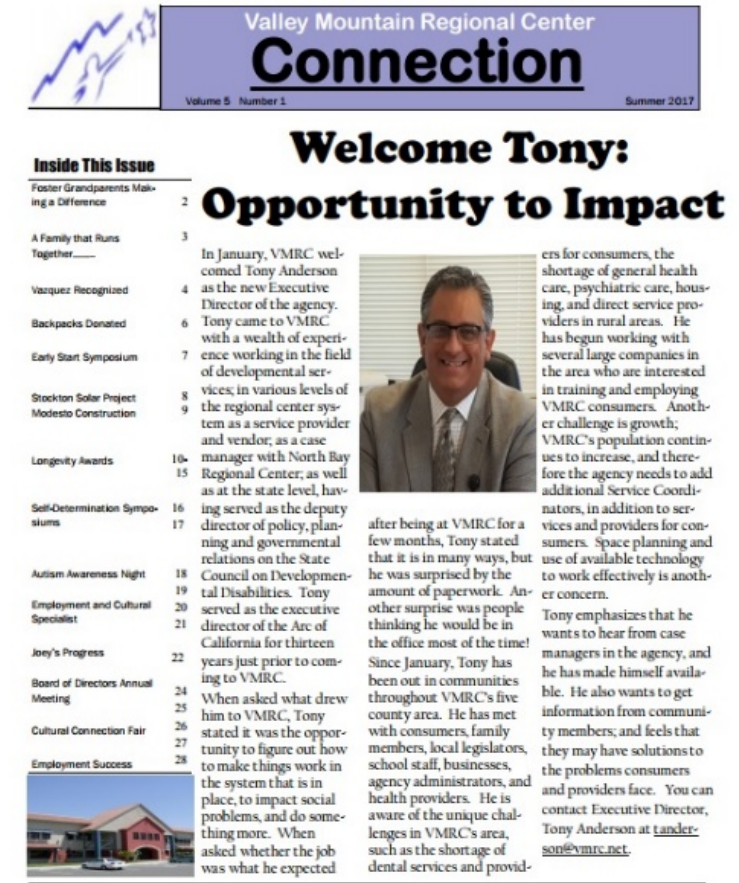 Valley Mountain Regional Center
Connection
Volume 5 Number 1
Summer 2017
Welcome Tony:
Opportunity to Impact
Inside This Issue
Foster Grandparents Mak-
ing a Difference 2
A Family that Runs 3
Together.......
Vazquez Recognized 4
Backpacks Donated 6
Early Start Symposium 7
Stockton Solar Project 8
Modesto Construction 9
Longevity Awards 10-
15
Self-Determination Sympo- 16
siums 17
Autism Awareness Night 18
19
Employment and Cultural 20
Specialist 21
Joey's Progress 22
Board of Directors Annual 24
Meeting 25
Cultural Connection Fair 26
27
Employment Success 28
In January, VMRC wel-
comed Tony Anderson
as the new Executive
Director of the agency.
Tony came to VMRC
with a wealth of experi-
ence working in the field
of developmental ser-
vices; in various levels of
the regional center sys-
tem as a service provider
and vendor; as a case
manager with North Bay
Regional Center; as well
as at the state level, hav-
ing served as the deputy
director of policy, plan-
ning and governmental
relations on the State
Council on Developmen-
tal Disabilities. Tony
served as the executive
director of the Arc of
California for thirteen
years just prior to com-
ing to VMRC.
When asked what drew
him to VMRC, Tony
stated it was the oppor-
tunity to figure out how
to make things work in
the system that is in
place, to impact social
problems, and do some-
thing more. When
asked whether the job
was what he expected
after being at VMRC for a
few months, Tony stated
that it is in many ways, but
he was surprised by the
amount of paperwork. An-
other surprise was people
thinking he would be in
the office most of the time!
Since January, Tony has
been out in communities
throughout VMRC's five
county area. He has met
with consumers, family
members, local legislators,
school staff, businesses,
agency administrators, and
health providers. He is
aware of the unique chal-
lenges in VMRC's area,
such as the shortage of
dental services and provid-
ers for consumers, the
shortage of general health
care, psychiatric care, hous-
ing, and direct service pro-
viders in rural areas. He
has begun working with
several large companies in
the area who are interested
in training and employing
VMRC consumers. Anoth-
er challenge is growth;
VMRC's population contin-
ues to increase, and there-
fore the agency needs to add
additional Service Coordi-
nators, in addition to ser-
vices and providers for con-
sumers. Space planning and
use of available technology
to work effectively is anoth-
er concern.
Tony emphasizes that he
wants to hear from case
managers in the agency, and
he has made himself availa-
ble. He also wants to get
information from communi-
ty members; and feels that
they may have solutions to
the problems consumers
and providers face. You can
contact Executive Director,
Tony Anderson at tander-
son@vmrc.net.